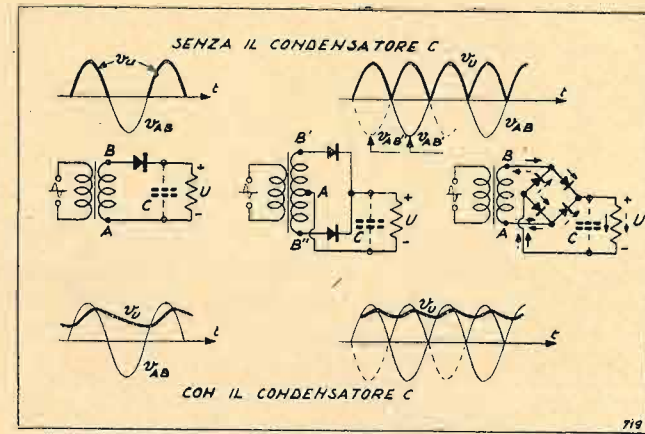 SENZA IL CONDENSATORE C
vU
t
vAB
vU
t
vAB' vAB"
vAB
B
A
C
+
U
-
B'
A
B"
C
+
U
-
B
A
C
+
U
-
vU
t
vAB
vU
t
CON IL CONDENSATORE C
719